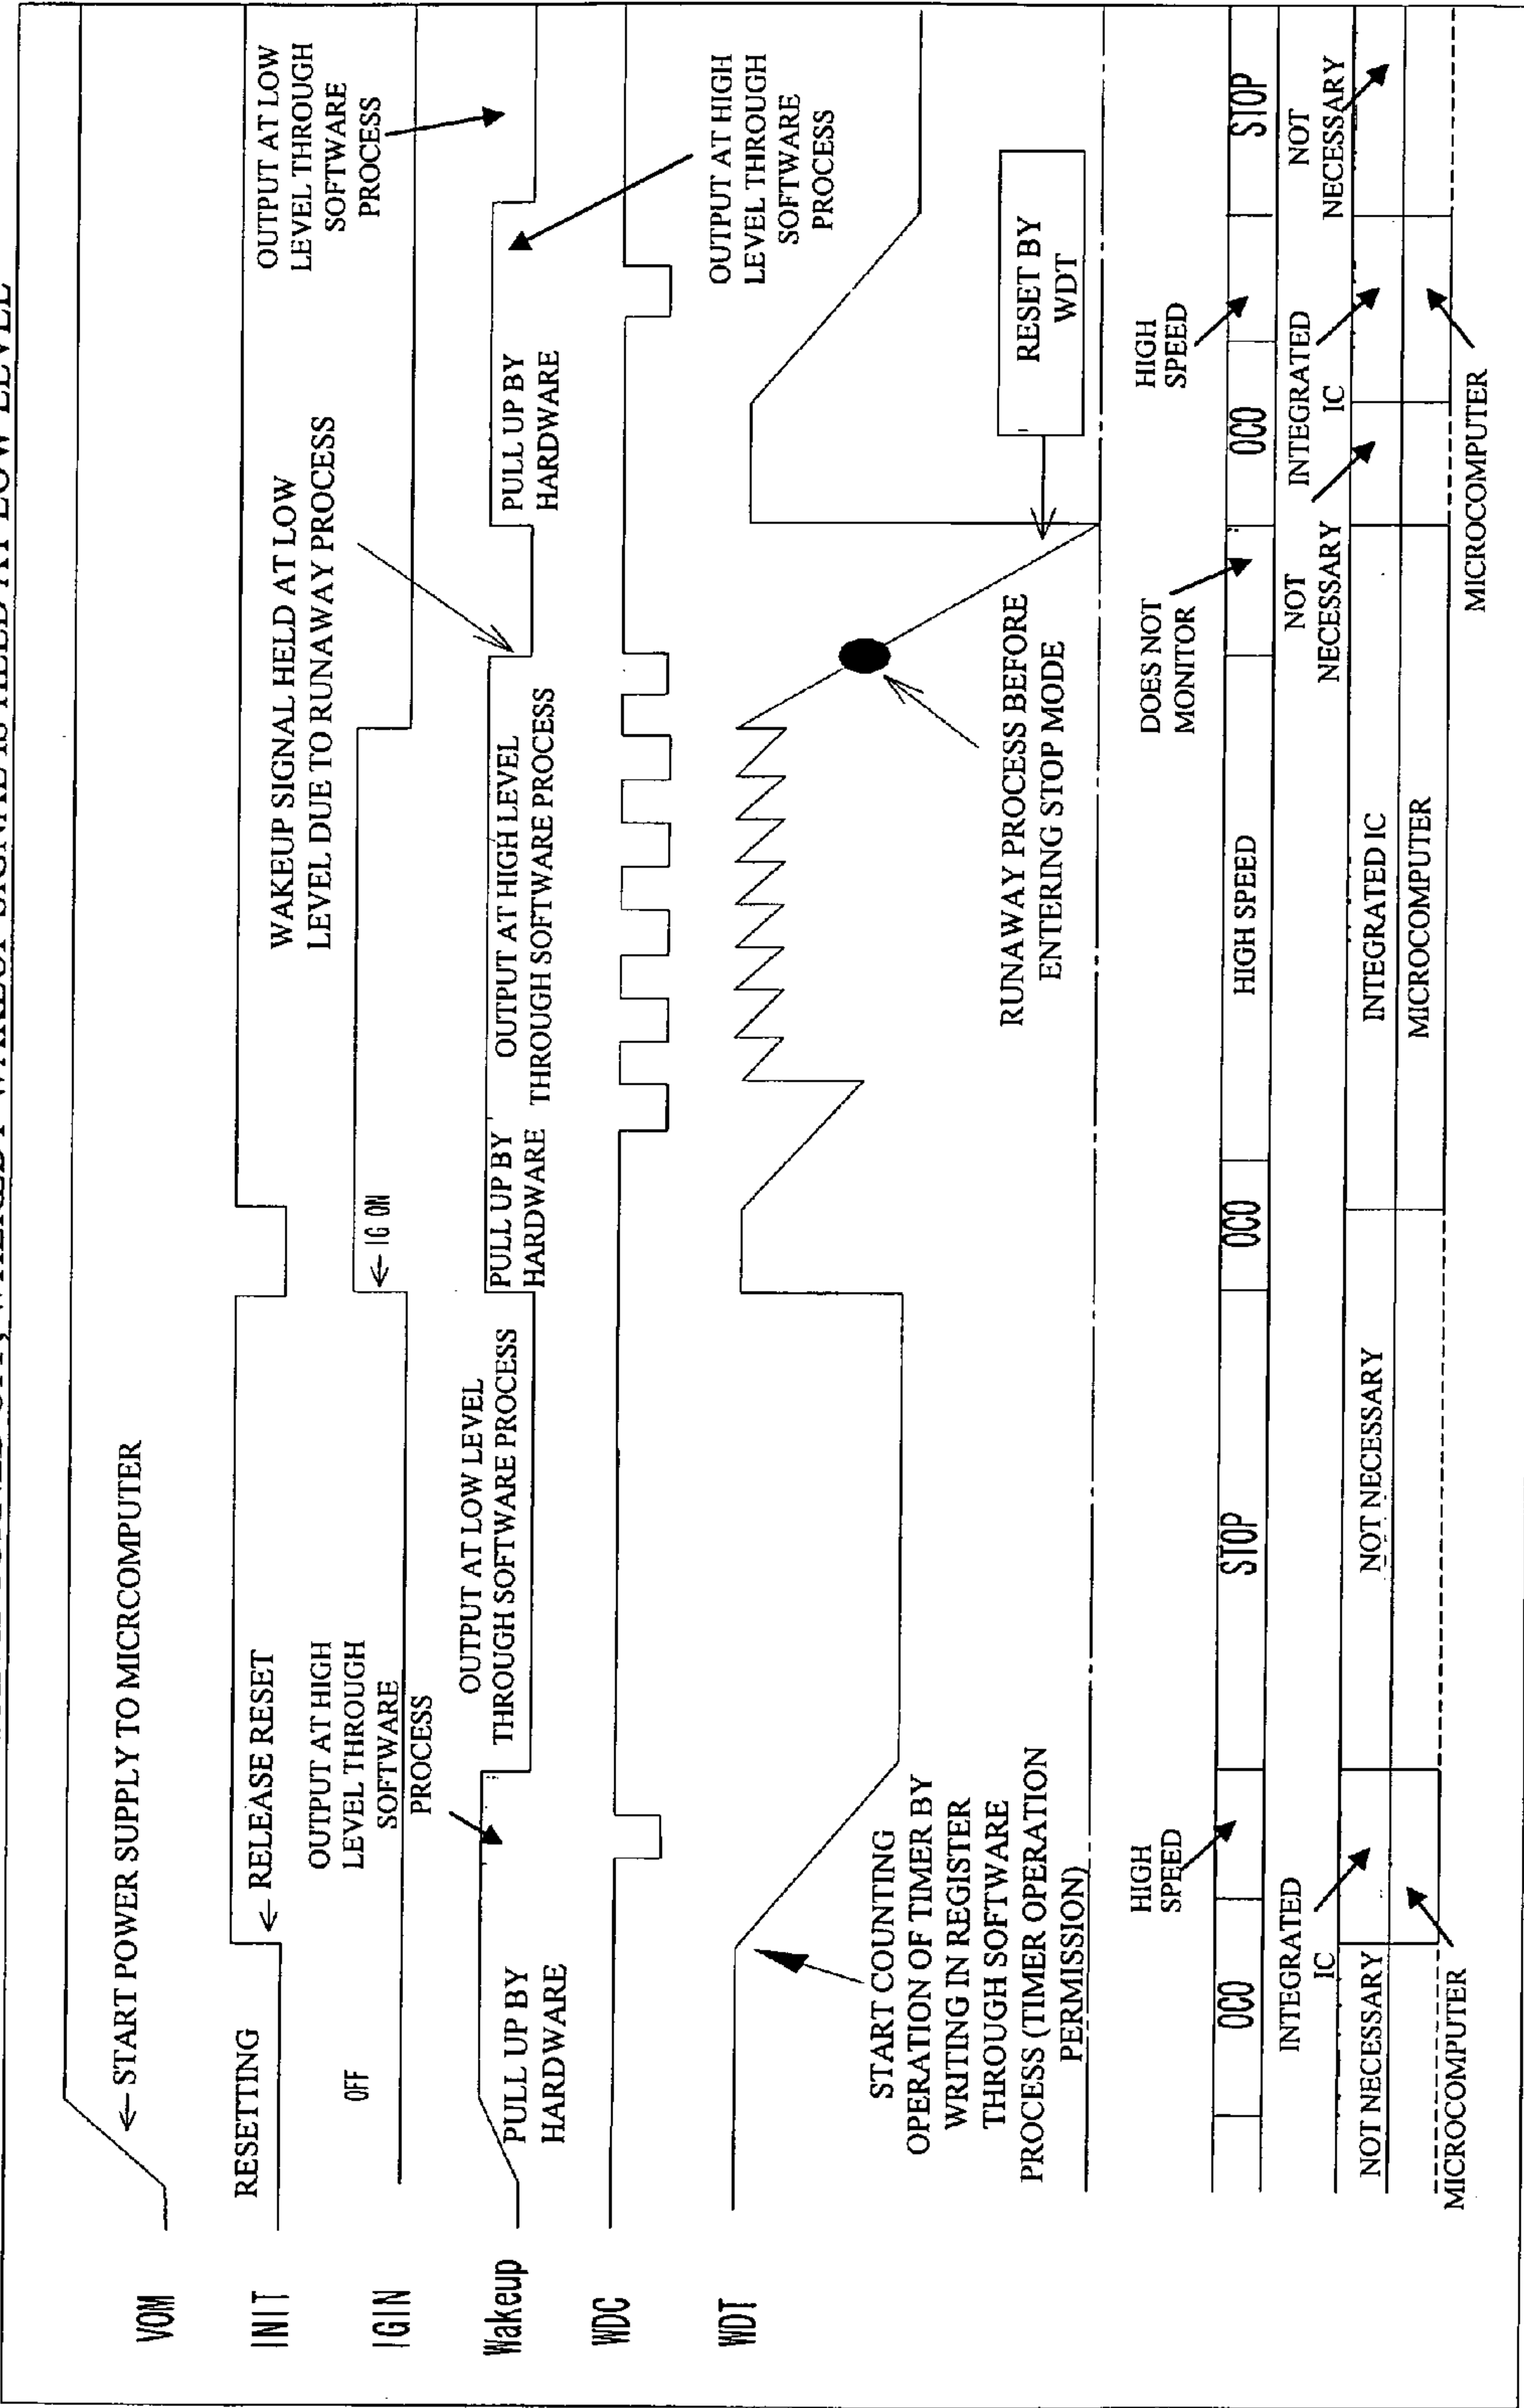 VOM
← START POWER SUPPLY TO MICRCOMPUTER
INIT
RESETTING
← RELEASE RESET
IGIN
OFF
← IG ON
OUTPUT AT HIGH
LEVEL THROUGH
SOFTWARE
PROCESS
WAKEUP SIGNAL HELD AT LOW
LEVEL DUE TO RUNAWAY PROCESS
OUTPUT AT LOW
LEVEL THROUGH
SOFTWARE
PROCESS
Wakeup
PULL UP BY
HARDWARE
OUTPUT AT LOW LEVEL
THROUGH SOFTWARE PROCESS
PULL UP BY
HARDWARE
OUTPUT AT HIGH LEVEL
THROUGH SOFTWARE PROCESS
PULL UP BY
HARDWARE
WDC
OUTPUT AT HIGH
LEVEL THROUGH
SOFTWARE
PROCESS
WDT
START COUNTING
OPERATION OF TIMER BY
WRITING IN REGISTER
THROUGH SOFTWARE
PROCESS (TIMER OPERATION
PERMISSION)
RUNAWAY PROCESS BEFORE
ENTERING STOP MODE
RESET BY
WDT
HIGH
SPEED
DOES NOT
MONITOR
HIGH
SPEED
OCO
STOP
OCO
HIGH SPEED
OCO
STOP
INTEGRATED
IC
NOT
NECESSARY
INTEGRATED
IC
NOT
NECESSARY
NOT NECESSARY
NOT NECESSARY
INTEGRATED IC
MICROCOMPUTER
MICROCOMPUTER
MICROCOMPUTER